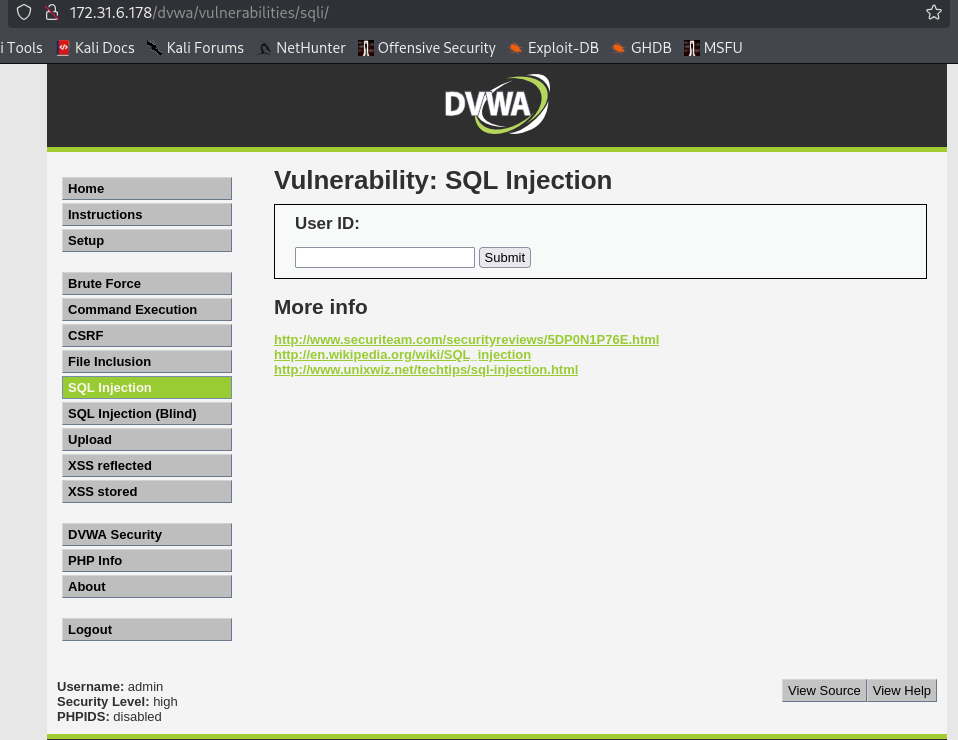 172.31.6.178/dvwa/vulnerabilities/sqli/
i Tools Kali Docs Kali Forums NetHunter Offensive Security Exploit-DB GHDB MSFU
DVWA
Home
Instructions
Setup
Brute Force
Command Execution
CSRF
File Inclusion
SQL Injection
SQL Injection (Blind)
Upload
XSS reflected
XSS stored
DVWA Security
PHP Info
About
Logout
Vulnerability: SQL Injection
User ID:
Submit
More info
http://www.securiteam.com/securityreviews/5DP0N1P76E.html
http://en.wikipedia.org/wiki/SQL_injection
http://www.unixwiz.net/techtips/sql-injection.html
Username: admin
Security Level: high
PHPIDS: disabled
View Source View Help